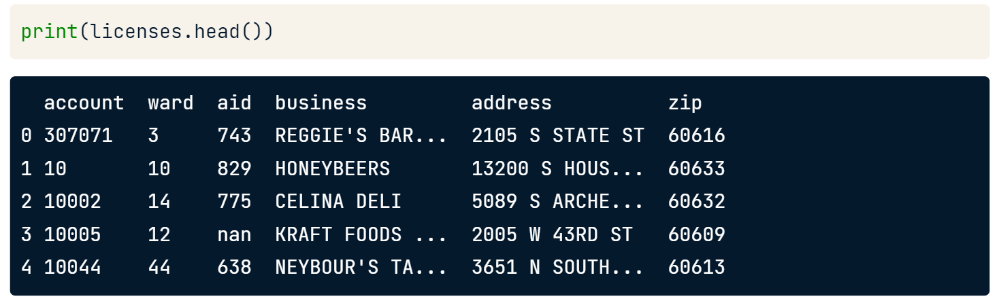 print(licenses.head())
account ward aid business address zip
0 307071 3 743 REGGIE'S BAR... 2105 S STATE ST 60616
1 10 10 829 HONEYBEERS 13200 S HOUS... 60633
2 10002 14 775 CELINA DELI 5089 S ARCHE... 60632
3 10005 12 nan KRAFT FOODS ... 2005 W 43RD ST 60609
4 10044 44 638 NEYBOUR'S TA... 3651 N SOUTH... 60613